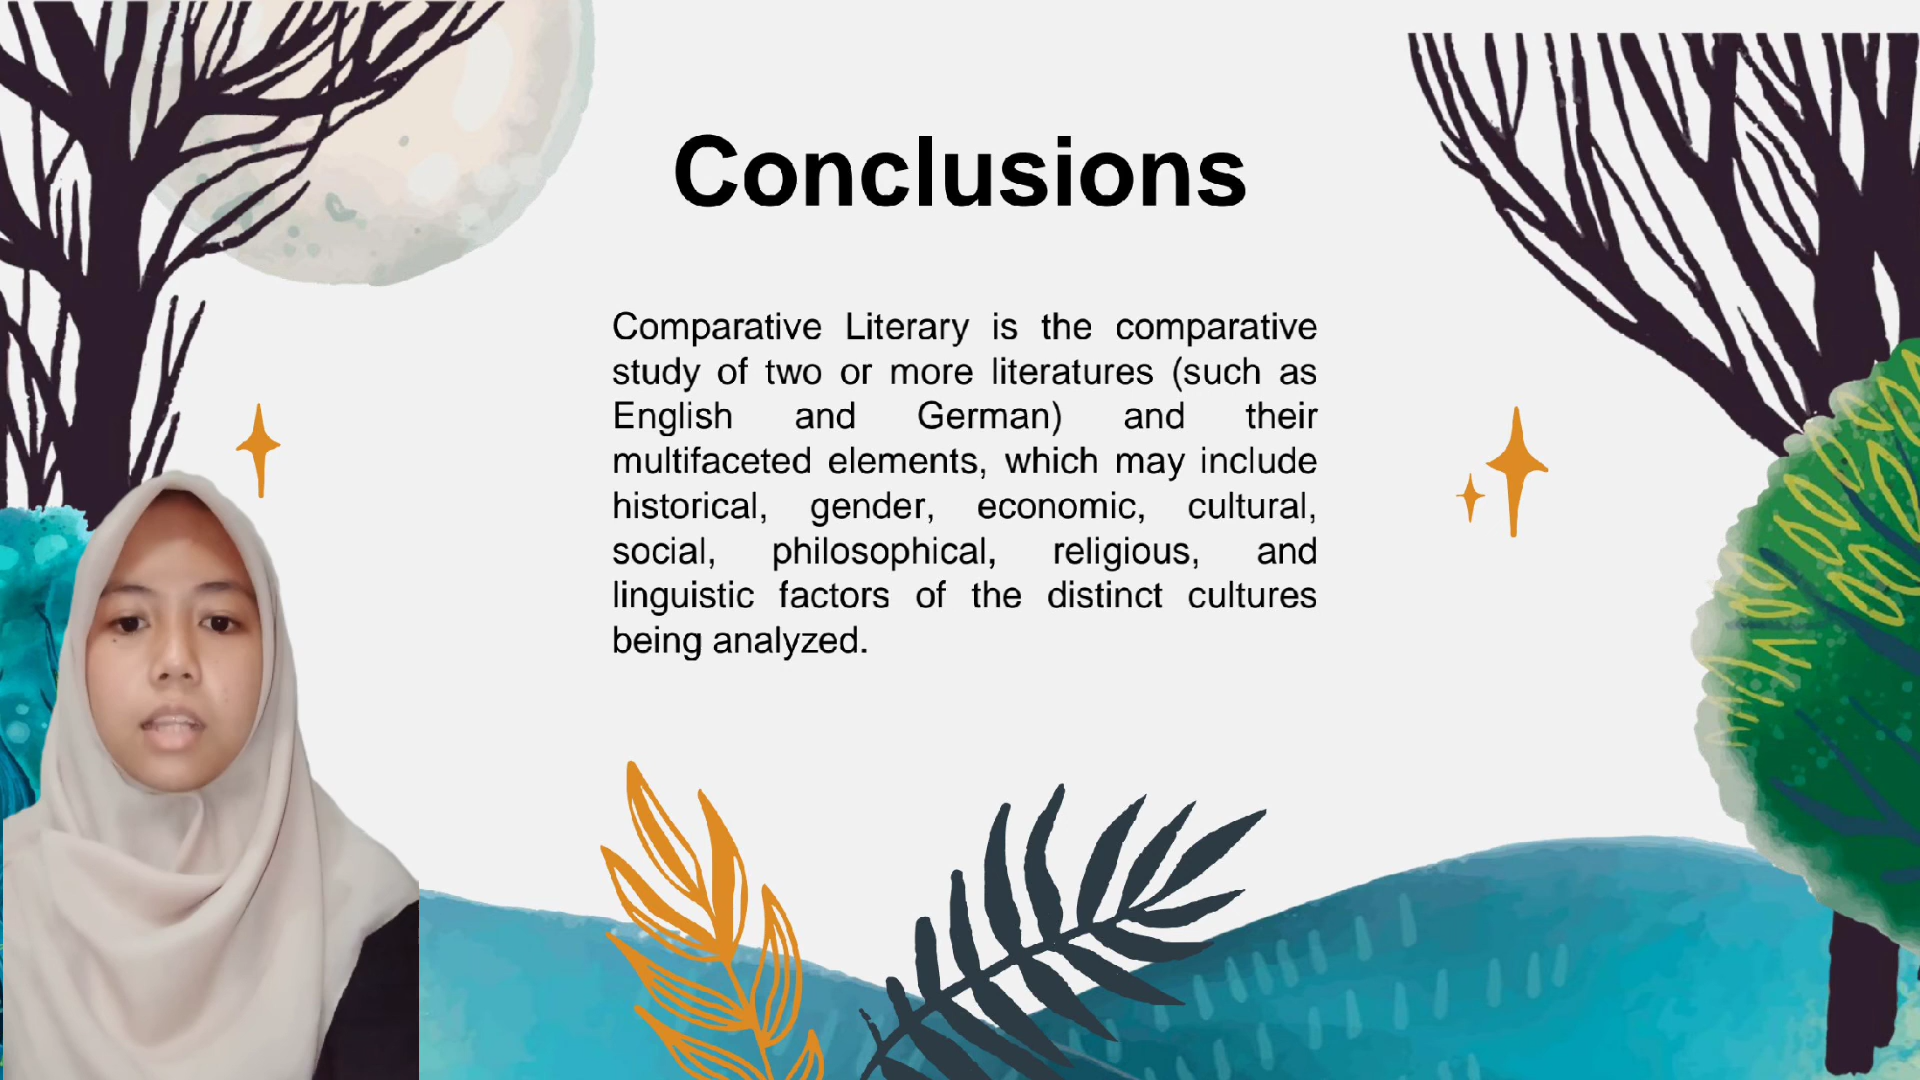 Conclusions
Comparative Literary is the comparative
study of two or more literatures (such as
English and German) and their
multifaceted elements, which may include
historical, gender, economic, cultural,
social, philosophical, religious, and
linguistic factors of the distinct cultures
being analyzed.